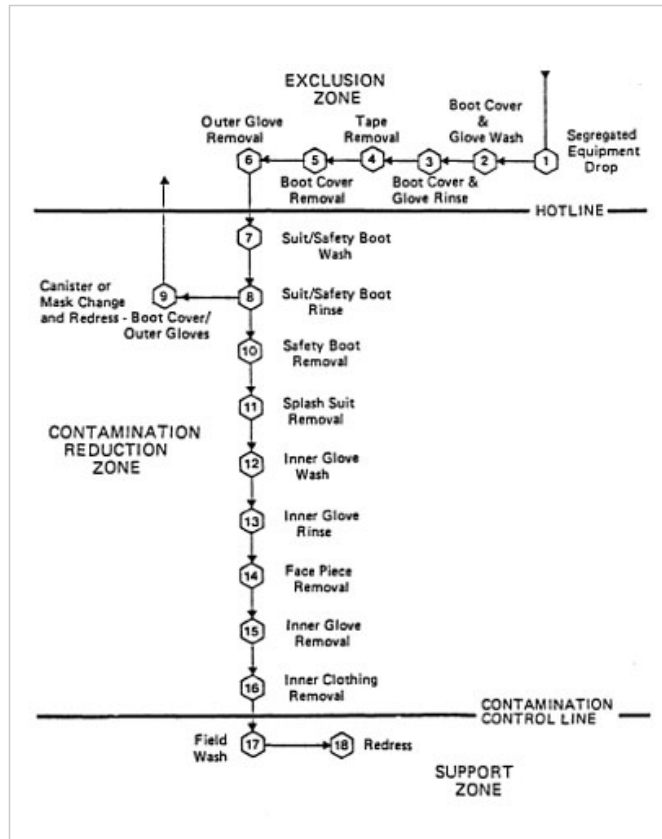 EXCLUSION
ZONE
Segregated
Equipment
Drop
1
Boot Cover
&
Glove Wash
2
3
Boot Cover &
Glove Rinse
Tape
Removal
4
5
Boot Cover
Removal
Outer Glove
Removal
6
HOTLINE
7
Suit/Safety Boot
Wash
8
Suit/Safety Boot
Rinse
Canister or
Mask Change
and Redress - Boot Cover/
Outer Gloves
9
10
Safety Boot
Removal
11
Splash Suit
Removal
CONTAMINATION
REDUCTION
ZONE
12
Inner Glove
Wash
13
Inner Glove
Rinse
14
Face Piece
Removal
15
Inner Glove
Removal
16
Inner Clothing
Removal
CONTAMINATION
CONTROL LINE
Field
Wash
17
18
Redress
SUPPORT
ZONE